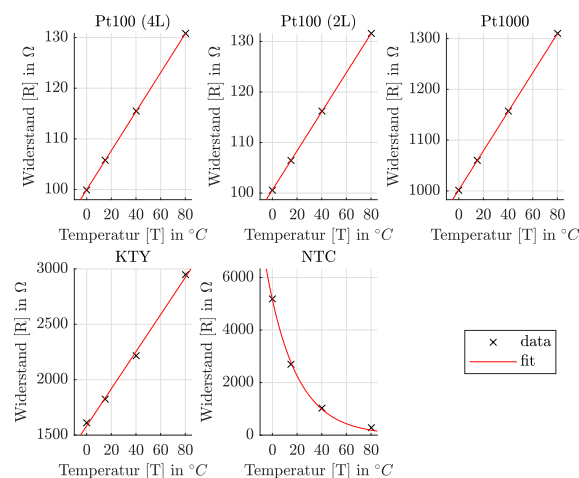 Pt100 (4L)
Widerstand [R] in Ω
130
120
110
100
0 20 40 60 80
Temperatur [T] in °C
Pt100 (2L)
Widerstand [R] in Ω
130
120
110
100
0 20 40 60 80
Temperatur [T] in °C
Pt1000
Widerstand [R] in Ω
1300
1200
1100
1000
0 20 40 60 80
Temperatur [T] in °C
KTY
Widerstand [R] in Ω
3000
2500
2000
1500
0 20 40 60 80
Temperatur [T] in °C
NTC
Widerstand [R] in Ω
6000
4000
2000
0
0 20 40 60 80
Temperatur [T] in °C
data
fit